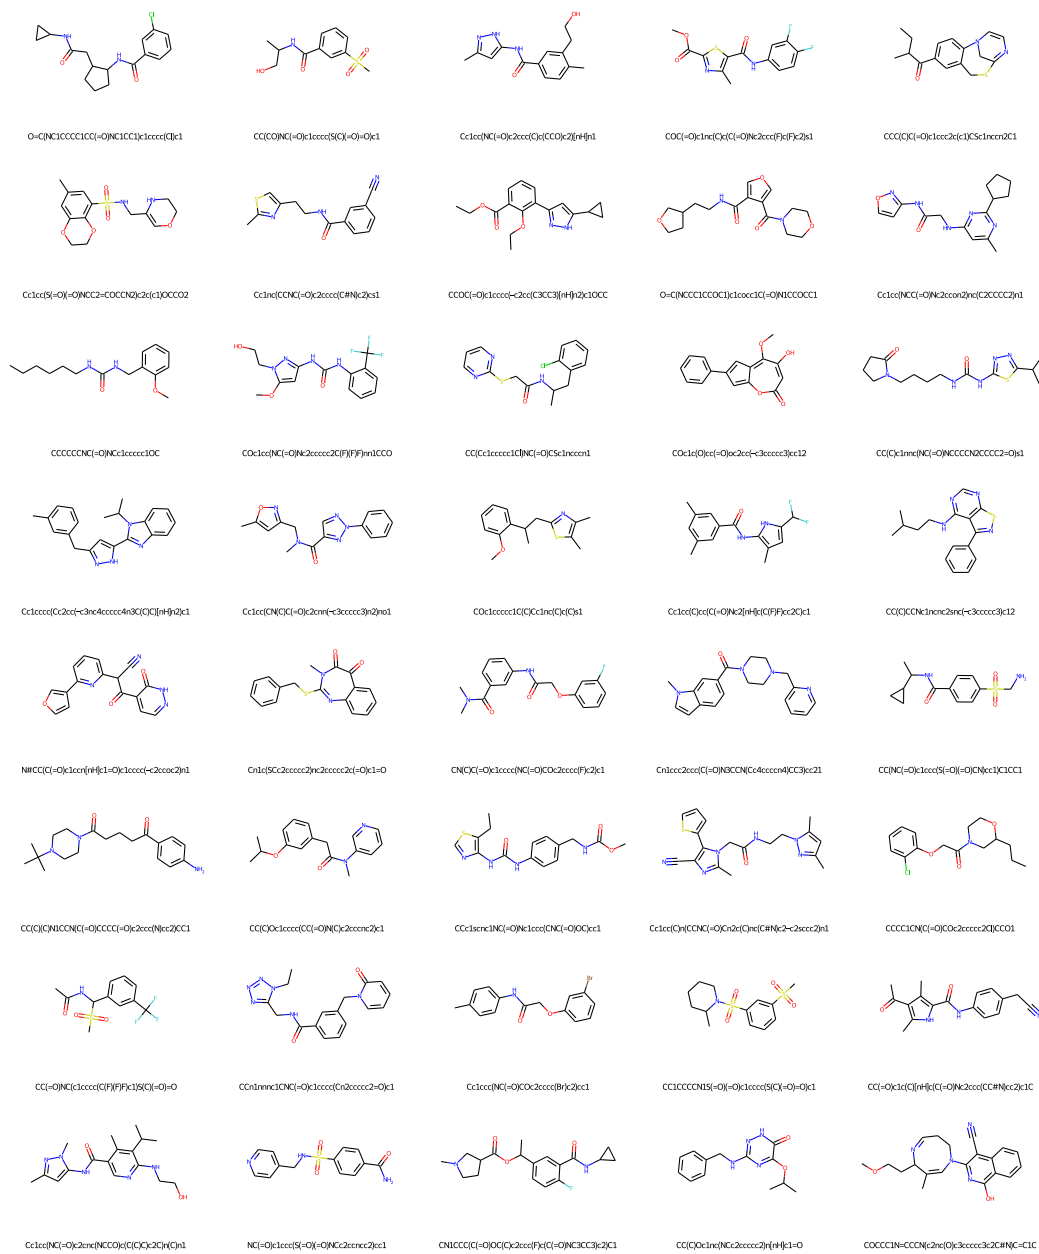 O=C(NC1CCCC1CC(=O)NC1CC1)c1cccc(Cl)c1
CC(CO)NC(=O)c1cccc(S(C)(=O)=O)c1
Cc1cc(NC(=O)c2ccc(C)c(CCO)c2)[nH]n1
COC(=O)c1nc(C)c(C(=O)Nc2ccc(F)c(F)c2)s1
CCC(C)C(=O)c1ccc2c(c1)CSc1nccn2C1
Cc1cc(S(=O)(=O)NCC2=COCCN2)c2c(c1)OCCO2
Cc1nc(CCNC(=O)c2cccc(C#N)c2)cs1
CCOC(=O)c1cccc(-c2cc(C3CC3)[nH]n2)c1OCC
O=C(NCCC1CCOC1)c1cocc1C(=O)N1CCOCC1
Cc1cc(NCC(=O)Nc2ccon2)nc(C2CCCC2)n1
CCCCCCNC(=O)NCc1ccccc1OC
COc1cc(NC(=O)Nc2ccccc2C(F)(F)F)nn1CCO
CC(Cc1ccccc1Cl)NC(=O)CSc1ncccn1
COc1c(O)cc(=O)oc2cc(-c3ccccc3)cc12
CC(C)c1nnc(NC(=O)NCCCCN2CCCC2=O)s1
Cc1cccc(Cc2cc(-c3nc4ccccc4n3C(C)C)[nH]n2)c1
Cc1cc(CN(C)C(=O)c2cnn(-c3ccccc3)n2)no1
COc1ccccc1C(C)Cc1nc(C)c(C)s1
Cc1cc(C)cc(C(=O)Nc2[nH]c(C(F)F)cc2C)c1
CC(C)CCNc1ncnc2snc(-c3ccccc3)c12
N#CC(C(=O)c1ccn[nH]c1=O)c1cccc(-c2ccoc2)n1
Cn1c(SCc2ccccc2)nc2ccccc2c(=O)c1=O
CN(C)C(=O)c1cccc(NC(=O)COc2cccc(F)c2)c1
Cn1ccc2ccc(C(=O)N3CCN(Cc4ccccn4)CC3)cc21
CC(NC(=O)c1ccc(S(=O)(=O)CN)cc1)C1CC1
CC(C)(C)N1CCN(C(=O)CCCC(=O)c2ccc(N)cc2)CC1
CC(C)Oc1cccc(CC(=O)N(C)c2cccnc2)c1
CCc1scnc1NC(=O)Nc1ccc(CNC(=O)OC)cc1
Cc1cc(C)n(CCNC(=O)Cn2c(C)nc(C#N)c2-c2sccc2)n1
CCCC1CN(C(=O)COc2ccccc2Cl)CCO1
CC(=O)NC(c1cccc(C(F)(F)F)c1)S(C)(=O)=O
CCn1nnnc1CNC(=O)c1cccc(Cn2ccccc2=O)c1
Cc1ccc(NC(=O)COc2cccc(Br)c2)cc1
CC1CCCCN1S(=O)(=O)c1cccc(S(C)(=O)=O)c1
CC(=O)c1c(C)[nH]c(C(=O)Nc2ccc(CC#N)cc2)c1C
Cc1cc(NC(=O)c2cnc(NCCO)c(C(C)C)c2C)n(C)n1
NC(=O)c1ccc(S(=O)(=O)NCc2ccncc2)cc1
CN1CCC(C(=O)OC(C)c2ccc(F)c(C(=O)NC3CC3)c2)C1
CC(C)Oc1nc(NCc2ccccc2)n[nH]c1=O
COCCC1N=CCCN(c2nc(O)c3ccccc3c2C#N)C=C1C